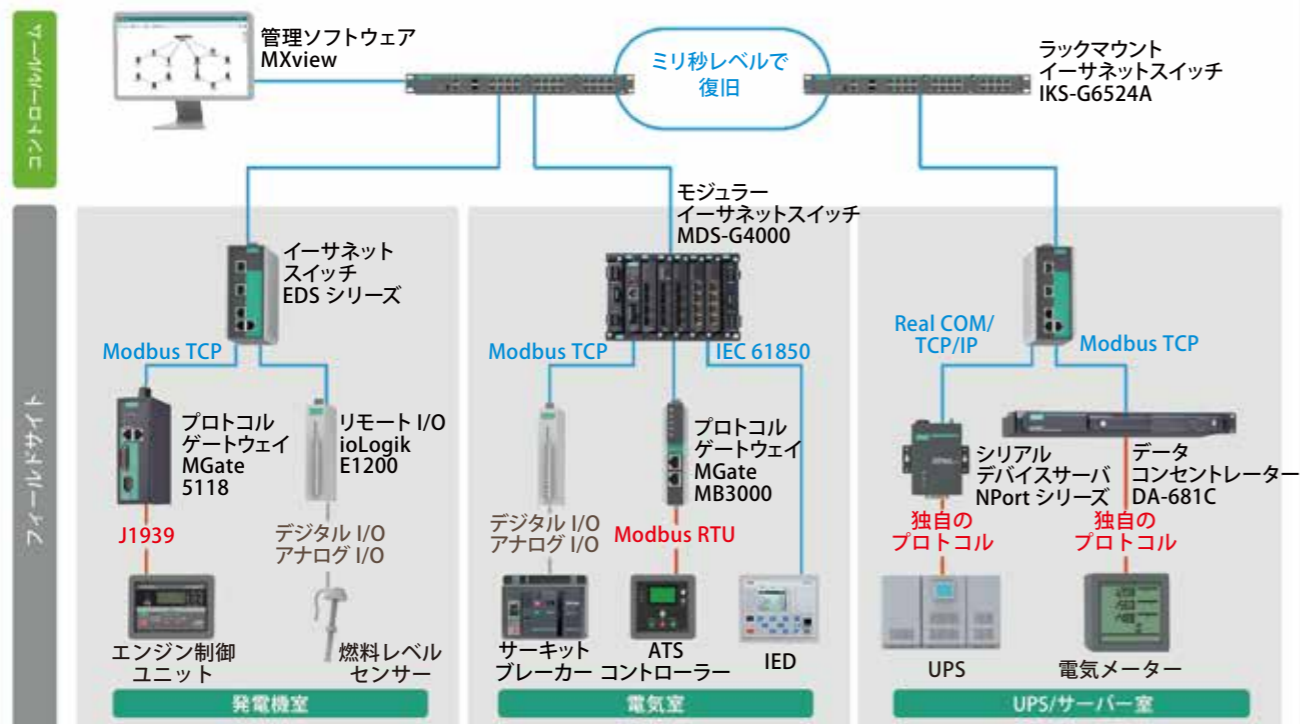 コントロールルーム
管理ソフトウェア
MXview
ミリ秒レベルで
復旧
ラックマウント
イーサネットスイッチ
IKS-G6524A
フィールドサイト
イーサネット
スイッチ
EDS シリーズ
Modbus TCP
プロトコル
ゲートウェイ
MGate
5118
リモート I/O
ioLogik
E1200
J1939
デジタル I/O
アナログ I/O
エンジン制御
ユニット
燃料レベル
センサー
発電機室
モジュラー
イーサネットスイッチ
MDS-G4000
Modbus TCP
IEC 61850
プロトコル
ゲートウェイ
MGate
MB3000
デジタル I/O
アナログ I/O
Modbus RTU
サーキット
ブレーカー
ATS
コントローラー
IED
電気室
Real COM/
TCP/IP
Modbus TCP
シリアル
デバイスサーバ
NPort シリーズ
データ
コンセントレーター
DA-681C
独自の
プロトコル
独自の
プロトコル
UPS
電気メーター
UPS/サーバー室